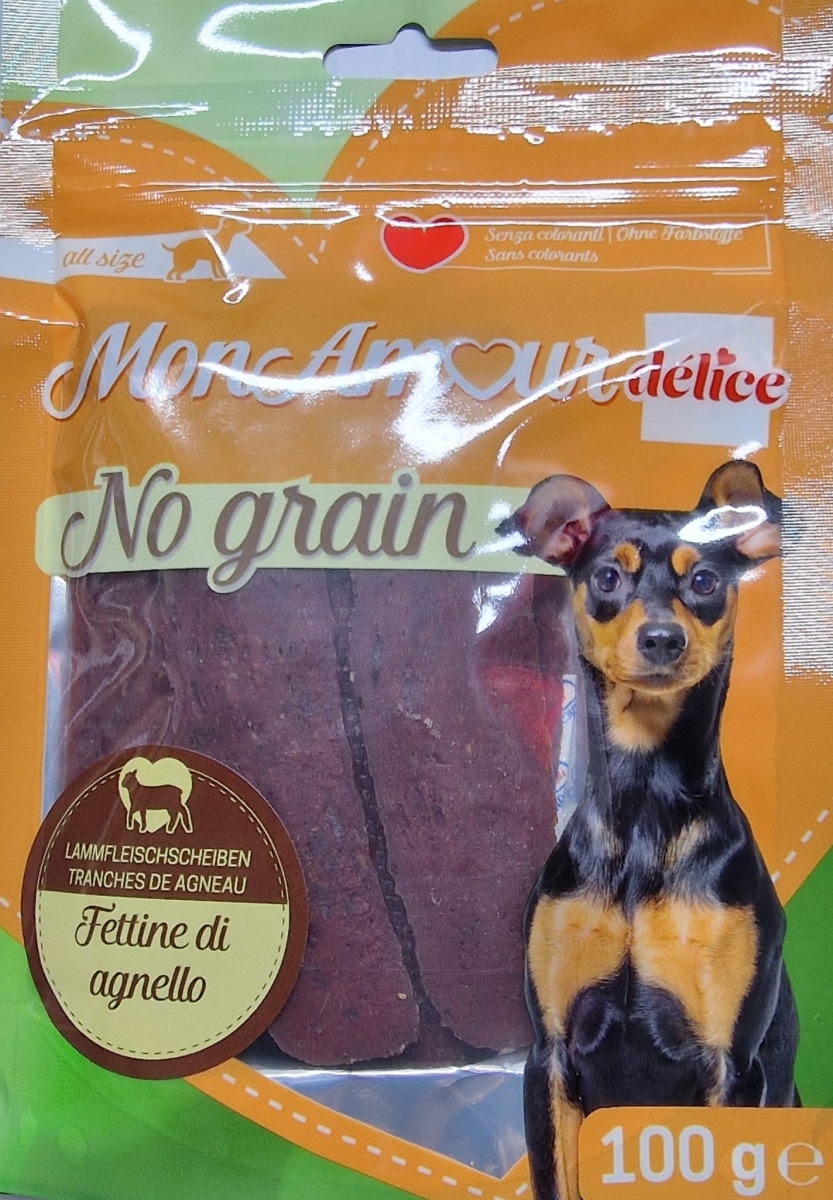 all size
Senza coloranti | Ohne Farbstoffe
Sans colorants
MonAmour délice
No grain
LAMMFLEISCHSCHEIBEN
TRANCHES DE AGNEAU
Fettine di
agnello
100 g e